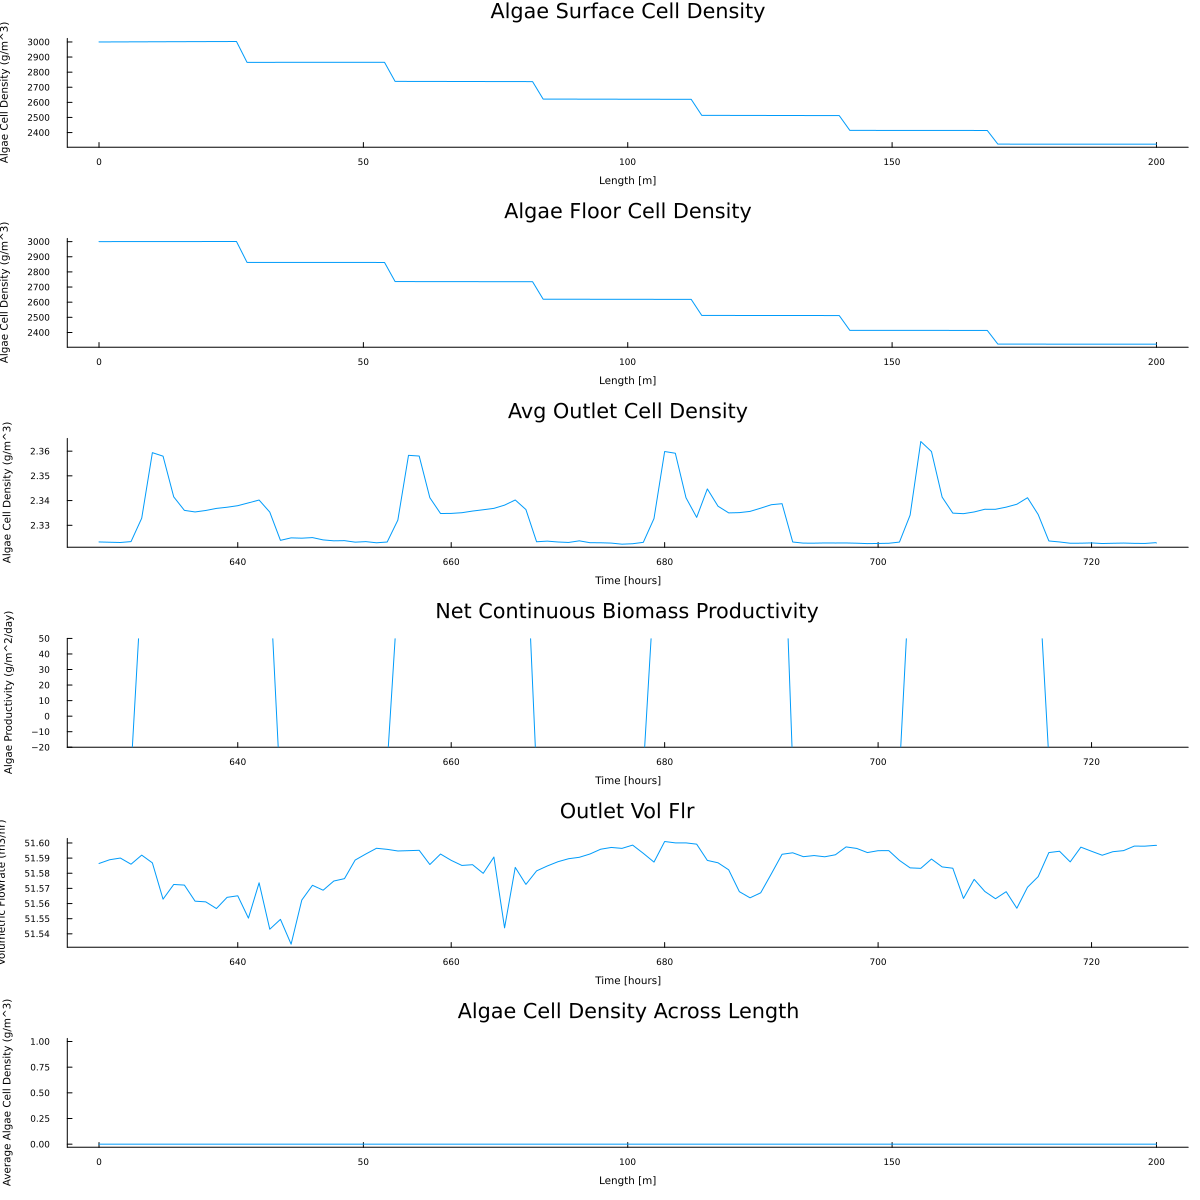 Algae Surface Cell Density
Algae Cell Density (g/m^3)
3000
2900
2800
2700
2600
2500
2400
0 50 100 150 200
Length [m]
Algae Floor Cell Density
Algae Cell Density (g/m^3)
3000
2900
2800
2700
2600
2500
2400
0 50 100 150 200
Length [m]
Avg Outlet Cell Density
Algae Cell Density (g/m^3)
2.36
2.35
2.34
2.33
640 660 680 700 720
Time [hours]
Net Continuous Biomass Productivity
Algae Productivity (g/m^2/day)
50
40
30
20
10
0
−10
−20
640 660 680 700 720
Time [hours]
Outlet Vol Flr
Volumetric Flowrate (m3/hr)
51.60
51.59
51.58
51.57
51.56
51.55
51.54
640 660 680 700 720
Time [hours]
Algae Cell Density Across Length
Average Algae Cell Density (g/m^3)
1.00
0.75
0.50
0.25
0.00
0 50 100 150 200
Length [m]